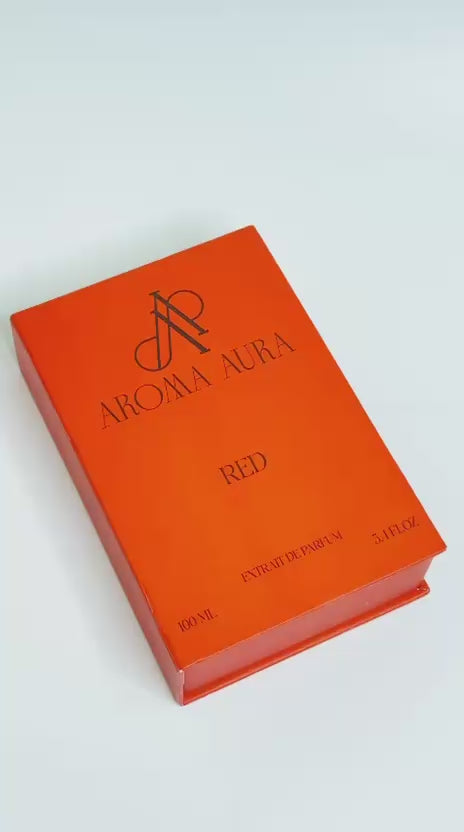 AROMA AURA
RED
EXTRAIT DE PARFUM
100 ML
3.4 FL.OZ